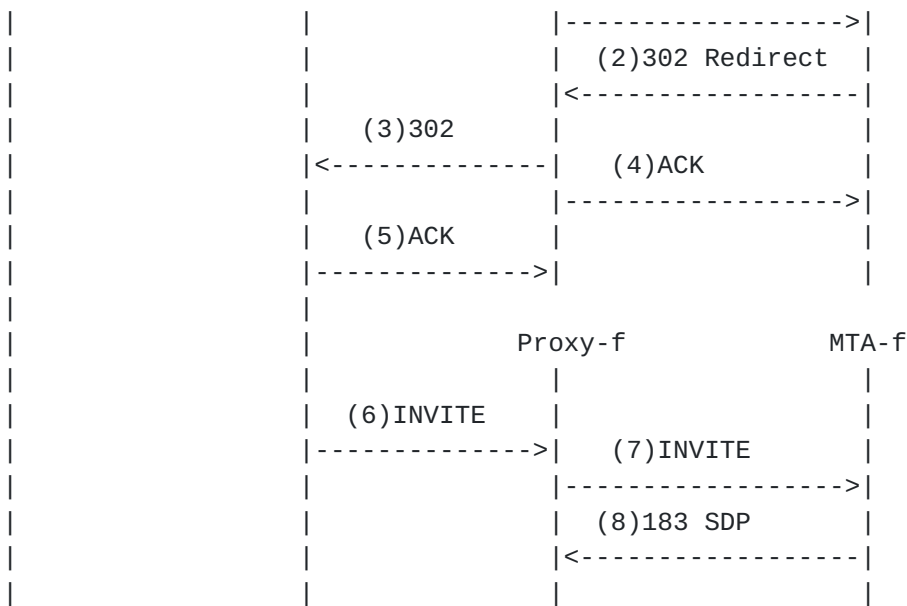 |                  |               |------------------>|
|                  |               |  (2)302 Redirect  |
|                  |               |<------------------|
|                  |   (3)302      |                   |
|                  |<--------------|   (4)ACK          |
|                  |               |------------------>|
|                  |   (5)ACK      |                   |
|                  |-------------->|                   |
|                  |
|                  |             Proxy-f             MTA-f
|                  |               |                   |
|                  |  (6)INVITE    |                   |
|                  |-------------->|   (7)INVITE       |
|                  |               |------------------>|
|                  |               |  (8)183 SDP       |
|                  |               |<------------------|
|                  |               |                   |